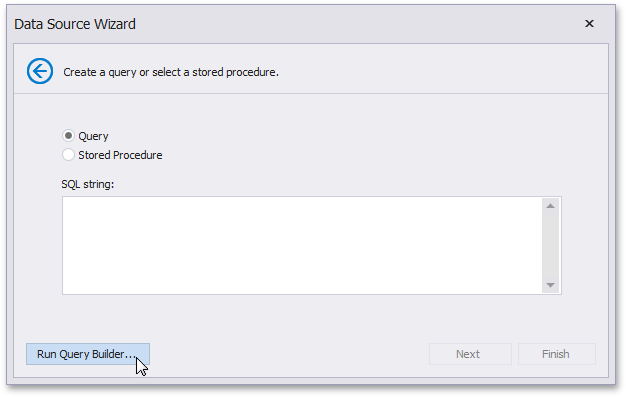 Data Source Wizard
Create a query or select a stored procedure.
Query
Stored Procedure
SQL string:
Run Query Builder...
Next
Finish